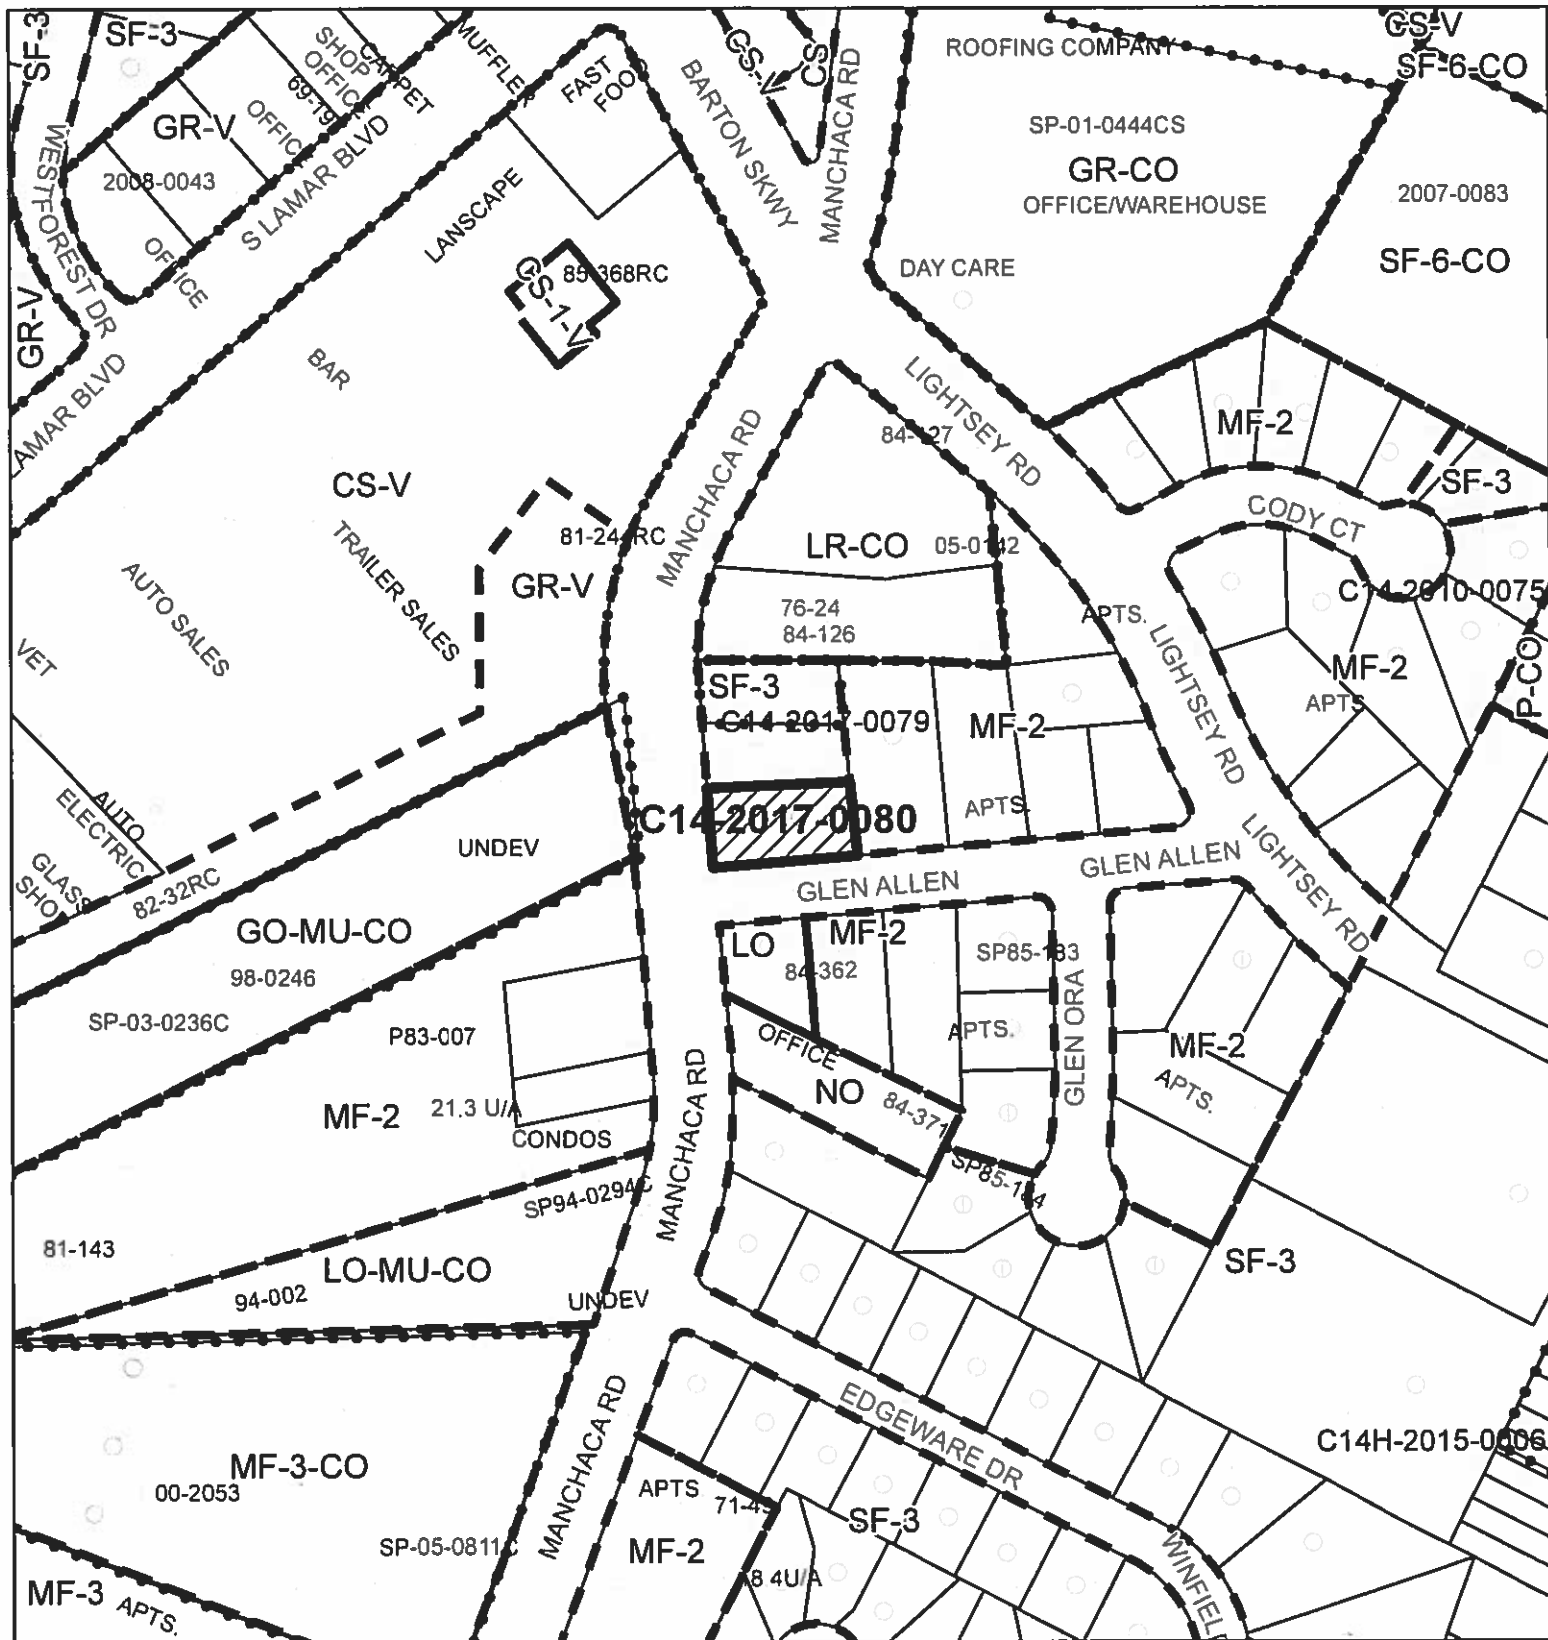 SF-3
SF-3
SHOP
OFFICE
CARPET
MUFFLER
FAST
FOOD
CS-V
CS
MANCHACA RD
ROOFING COMPANY
CS-V
SF-6-CO
GR-V
OFFICE
2008-0043
S LAMAR BLVD
BARTON SKWY
SP-01-0444CS
GR-CO
OFFICE/WAREHOUSE
2007-0083
SF-6-CO
WESTFOREST DR
OFFICE
LANSCAPE
CS-1-V
85-368RC
DAY CARE
GR-V
LAMAR BLVD
BAR
LIGHTSEY RD
84-127
MF-2
SF-3
CODY CT
CS-V
MANCHACA RD
TRAILER SALES
AUTO SALES
VET
GR-V
LR-CO
05-0142
76-24
84-126
APTS.
C14-2010-0075
LIGHTSEY RD
MF-2
APTS
P-CO
SF-3
C14-2017-0079
MF-2
APTS.
C14-2017-0080
AUTO
ELECTRIC
GLASS
SHO
UNDEV
82-32RC
GLEN ALLEN
GLEN ALLEN
LIGHTSEY RD
GO-MU-CO
98-0246
SP-03-0236C
LO
MF-2
84-362
SP85-183
APTS.
GLEN ORA
MF-2
APTS.
P83-007
OFFICE
NO
84-371
MF-2
21.3 U/A
CONDOS
MANCHACA RD
SP94-0294C
81-143
LO-MU-CO
94-002
UNDEV
SF-3
EDGEWARE DR
C14H-2015-0006
MF-3-CO
00-2053
SP-05-0811C
MANCHACA RD
APTS.
MF-2
SF-3
WINFIEL
8 4U/A
MF-3
APTS.